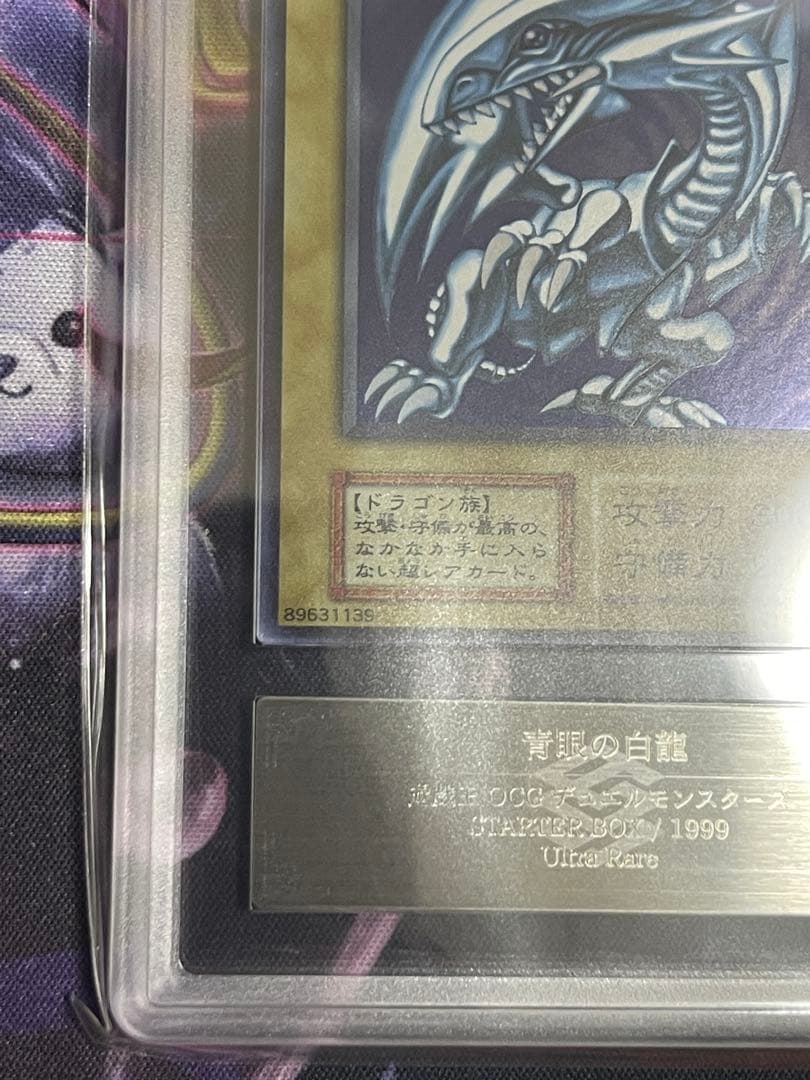 【ドラゴン族】
攻撃・守備が最高の、
なかなか手に入ら
ない超レアカード。
攻撃力
守備力
89631139
青眼の白龍
遊戯王 OCG デュエルモンスターズ
STARTER BOX / 1999
Ultra Rare